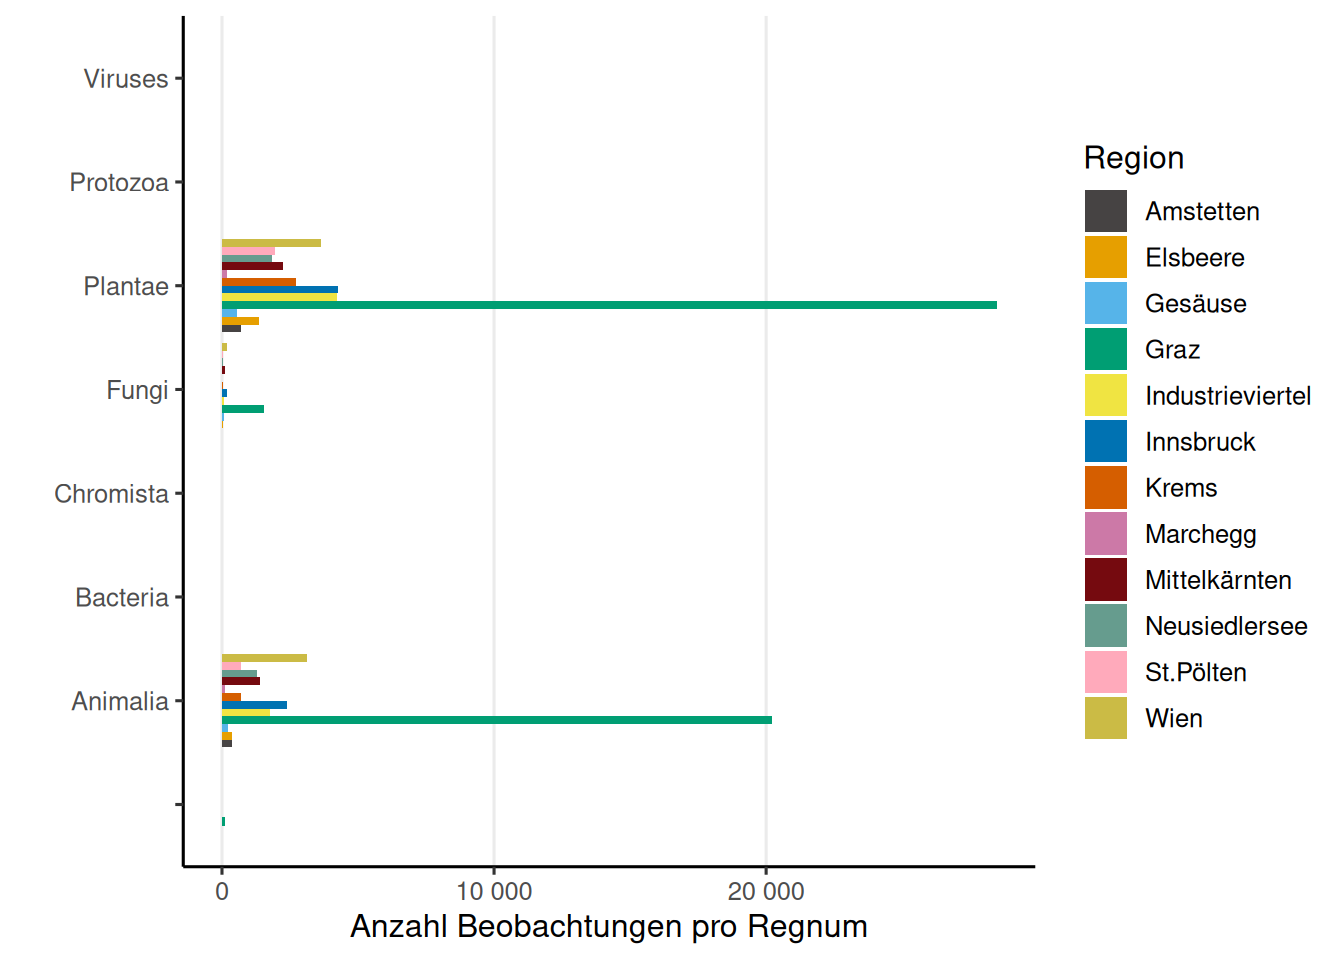 Viruses
Protozoa
Plantae
Fungi
Chromista
Bacteria
Animalia
0
10 000
20 000
Anzahl Beobachtungen pro Regnum
Region
Amstetten
Elsbeere
Gesäuse
Graz
Industrieviertel
Innsbruck
Krems
Marchegg
Mittelkärnten
Neusiedlersee
St.Pölten
Wien